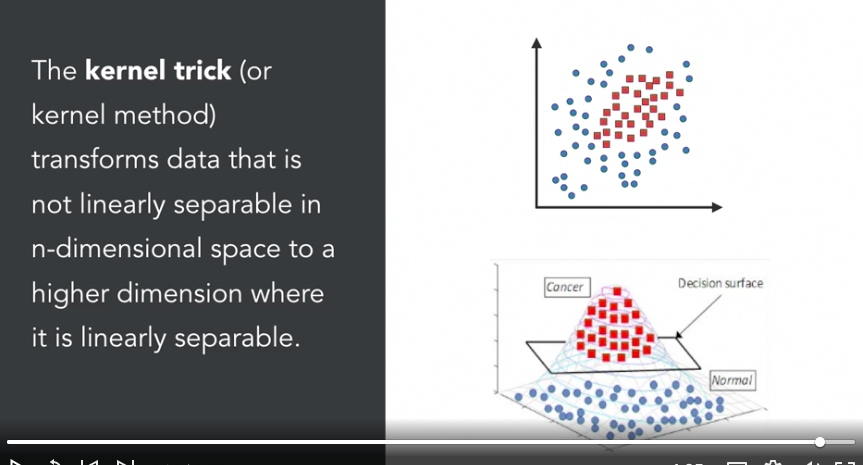 The kernel trick (or
kernel method)
transforms data that is
not linearly separable in
n-dimensional space to a
higher dimension where
it is linearly separable.
Cancer
Decision surface
Normal